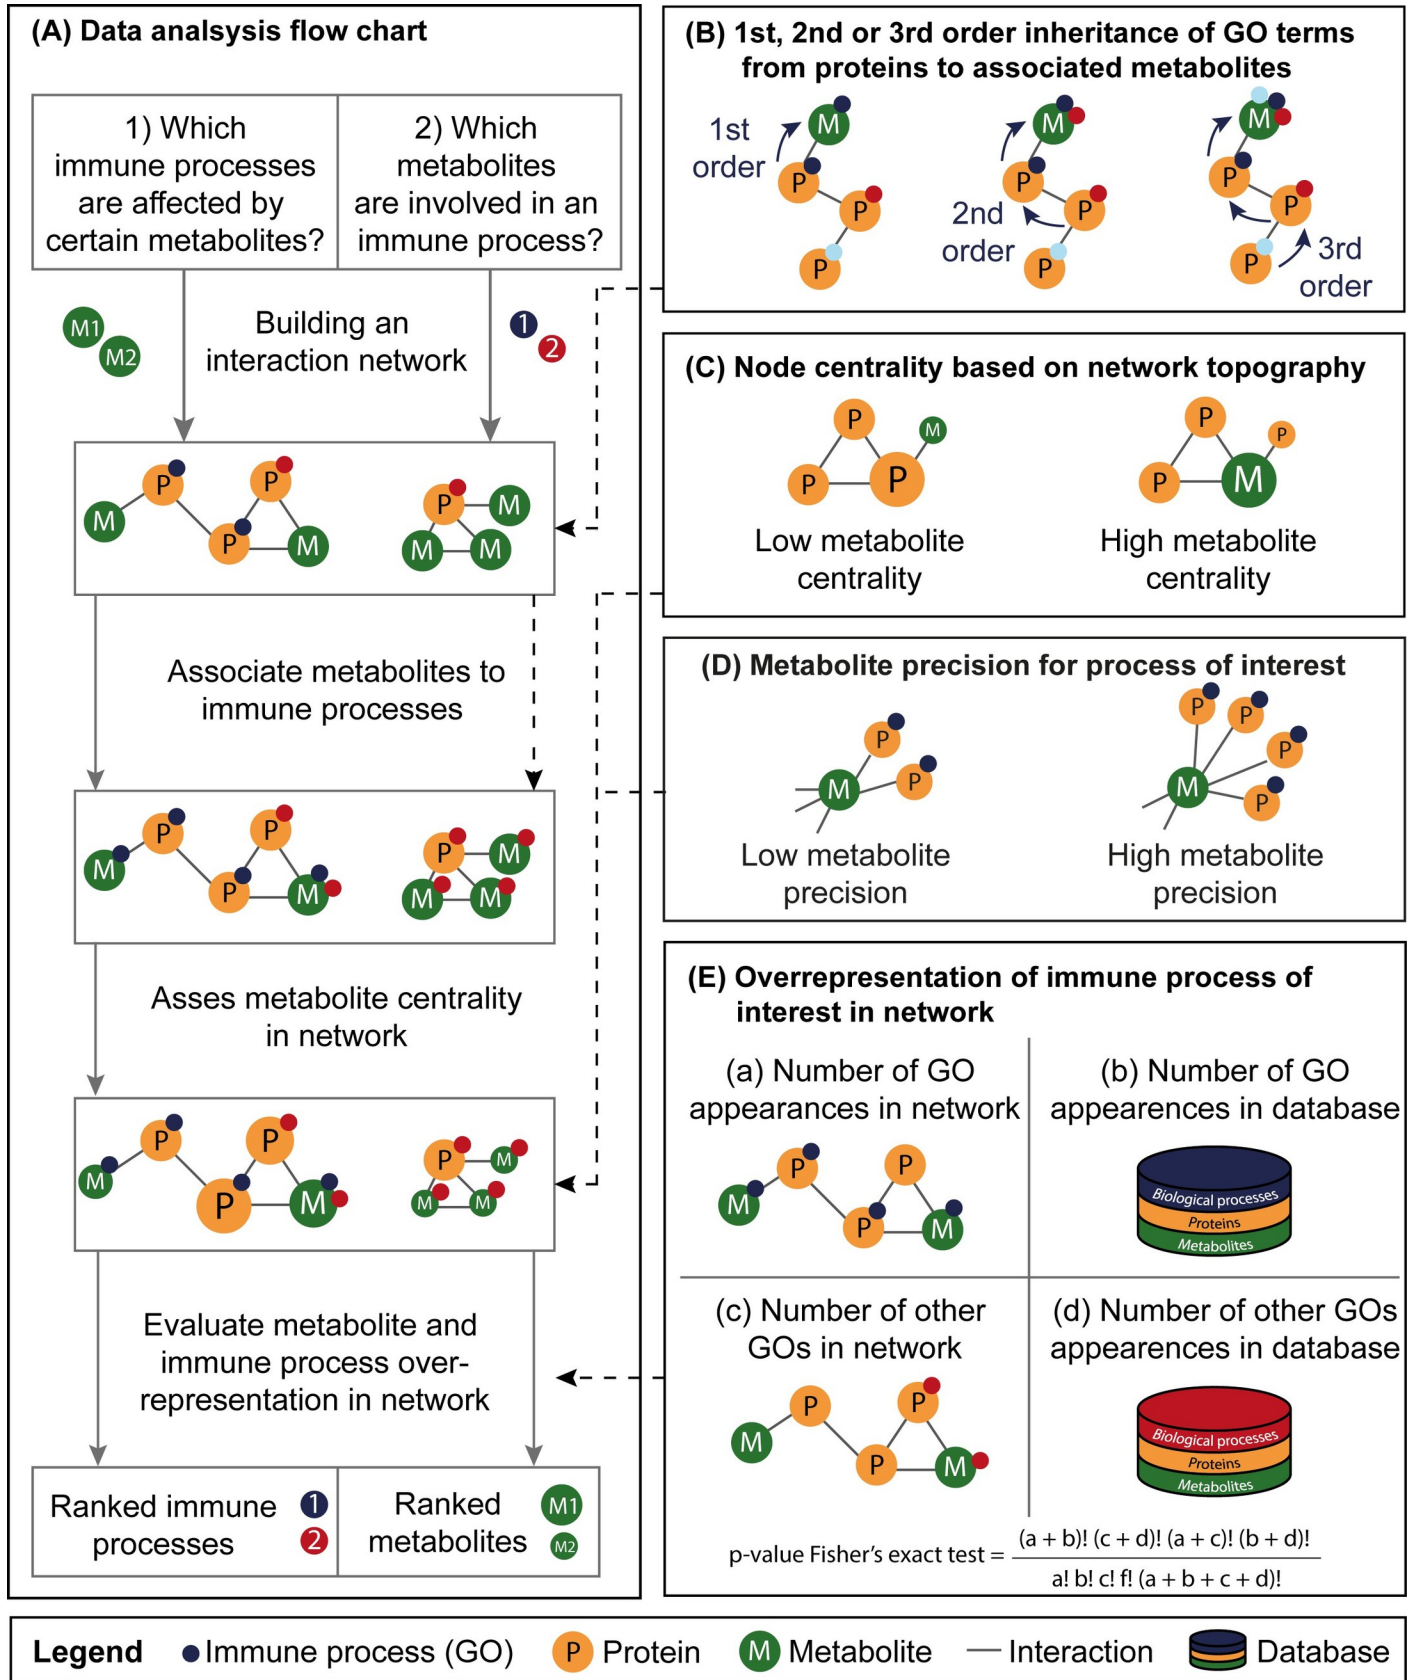 (A) Data analsysis flow chart
1) Which
immune processes
are affected by
certain metabolites?
2) Which
metabolites
are involved in an
immune process?
M1
M2
Building an
interaction network
1
2
M
P
P
P
M
P
M
M
M
Associate metabolites to
immune processes
M
P
P
P
M
P
M
M
M
Asses metabolite centrality
in network
M
P
P
P
M
P
M
M
M
Evaluate metabolite and
immune process over-
representation in network
Ranked immune
processes
1
2
Ranked
metabolites
M1
M2
(B) 1st, 2nd or 3rd order inheritance of GO terms
from proteins to associated metabolites
1st
order
M
P
P
P
2nd
order
M
P
P
P
3rd
order
M
P
P
P
(C) Node centrality based on network topography
P
P
P
M
Low metabolite
centrality
P
P
M
P
High metabolite
centrality
(D) Metabolite precision for process of interest
M
P
P
Low metabolite
precision
M
P
P
P
P
High metabolite
precision
(E) Overrepresentation of immune process of
interest in network
(a) Number of GO
appearances in network
M
P
P
P
M
(b) Number of GO
appearences in database
Biological processes
Proteins
Metabolites
(c) Number of other
GOs in network
M
P
P
P
M
(d) Number of other GOs
appearences in database
Biological processes
Proteins
Metabolites
p-value Fisher's exact test =
(a + b)! (c + d)! (a + c)! (b + d)!
a! b! c! f! (a + b + c + d)!
Legend
Immune process (GO)
P Protein
M Metabolite
Interaction
Database